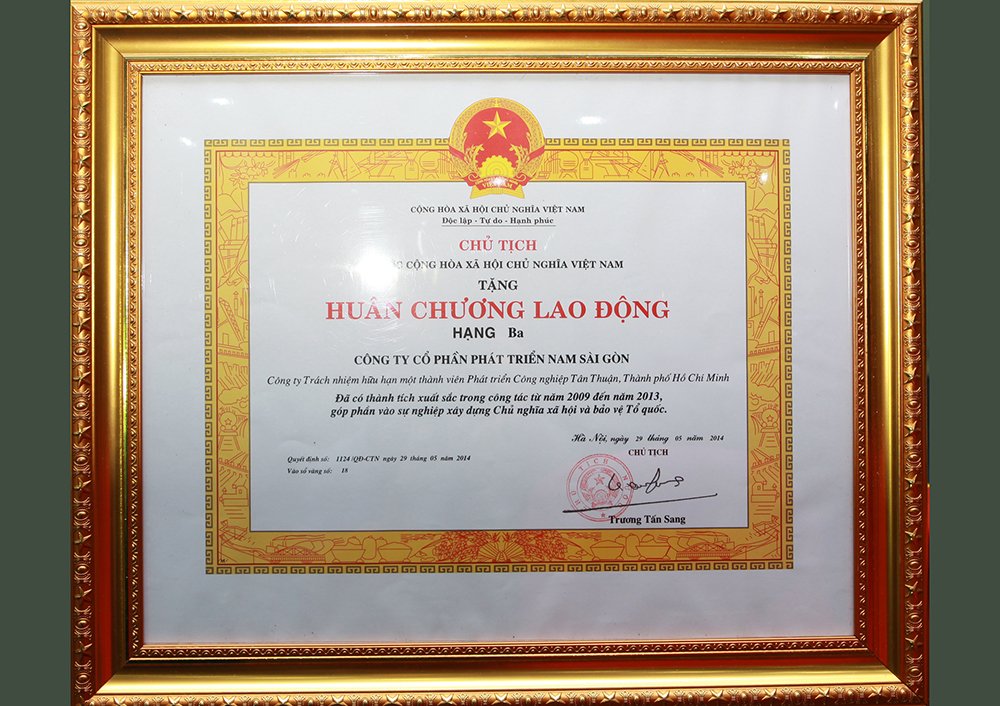 VIỆT NAM
CỘNG HÒA XÃ HỘI CHỦ NGHĨA VIỆT NAM
Độc lập - Tự do - Hạnh phúc
CHỦ TỊCH
CỘNG HÒA XÃ HỘI CHỦ NGHĨA VIỆT NAM
TẶNG
HUÂN CHƯƠNG LAO ĐỘNG
HẠNG Ba
CÔNG TY CỔ PHẦN PHÁT TRIỂN NAM SÀI GÒN
Công ty Trách nhiệm hữu hạn một thành viên Phát triển Công nghiệp Tân Thuận, Thành phố Hồ Chí Minh
Đã có thành tích xuất sắc trong công tác từ năm 2009 đến năm 2013,
góp phần vào sự nghiệp xây dựng Chủ nghĩa xã hội và bảo vệ Tổ quốc.
Hà Nội, ngày 29 tháng 05 năm 2014
CHỦ TỊCH
Quyết định số: 1124/QĐ-CTN ngày 29 tháng 05 năm 2014
Vào sổ vàng số: 18
Trương Tấn Sang